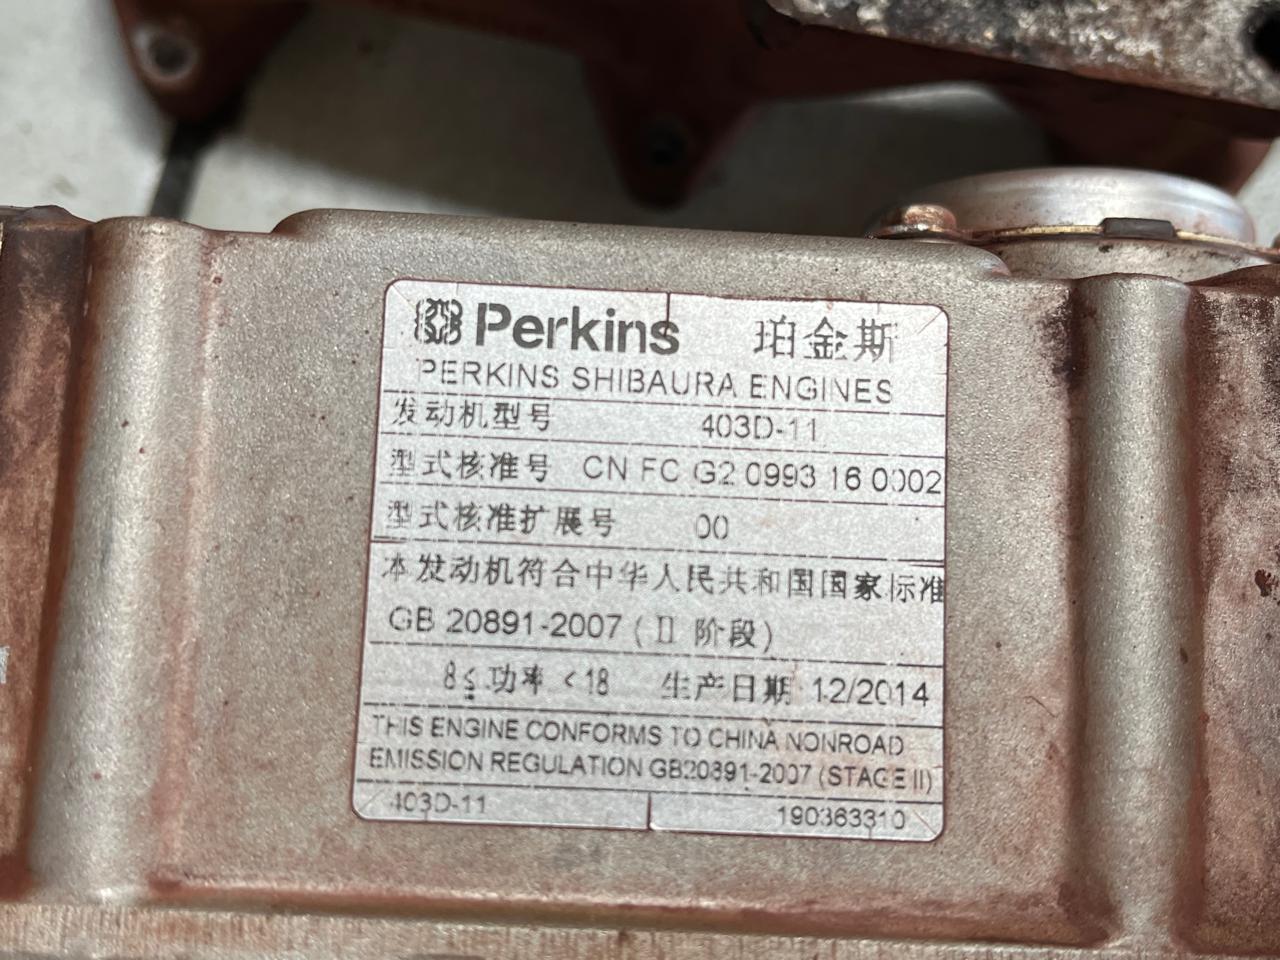 Perkins 珀金斯
PERKINS SHIBAURA ENGINES
发动机型号 403D-11
型式核准号 CN FC G2 0993 16 0002
型式核准扩展号 00
本发动机符合中华人民共和国国家标准
GB 20891-2007 (II 阶段)
8≤功率<18 生产日期 12/2014
THIS ENGINE CONFORMS TO CHINA NONROAD
EMISSION REGULATION GB20891-2007 (STAGE II)
403D-11 190363310